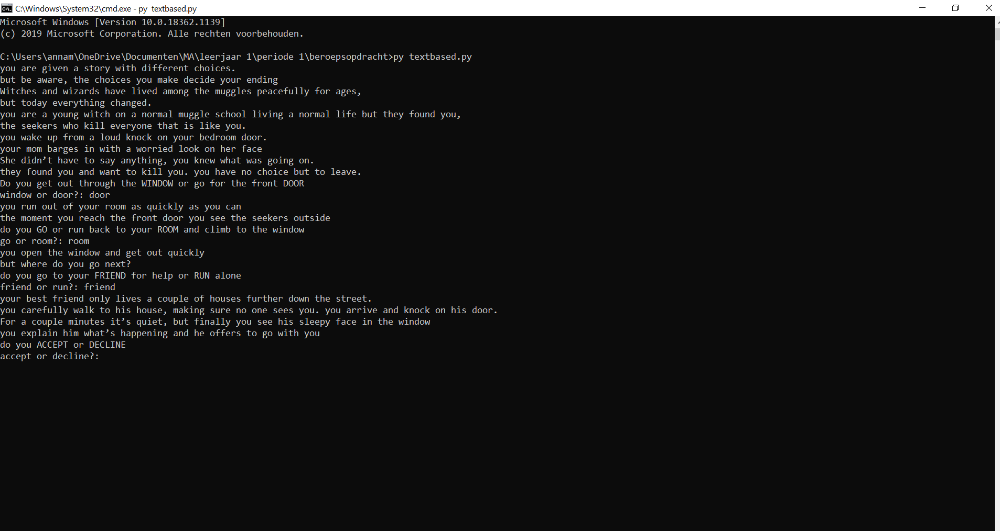 C:\Windows\System32\cmd.exe - py  textbased.py
Microsoft Windows [Version 10.0.18362.1139]
(c) 2019 Microsoft Corporation. Alle rechten voorbehouden.
C:\Users\annam\OneDrive\Documenten\MA\leerjaar 1\periode 1\beroepsopdracht>py textbased.py
you are given a story with different choices.
but be aware, the choices you make decide your ending
Witches and wizards have lived among the muggles peacefully for ages,
but today everything changed.
you are a young witch on a normal muggle school living a normal life but they found you,
the seekers who kill everyone that is like you.
you wake up from a loud knock on your bedroom door.
your mom barges in with a worried look on her face
She didn’t have to say anything, you knew what was going on.
they found you and want to kill you. you have no choice but to leave.
Do you get out through the WINDOW or go for the front DOOR
window or door?: door
you run out of your room as quickly as you can
the moment you reach the front door you see the seekers outside
do you GO or run back to your ROOM and climb to the window
go or room?: room
you open the window and get out quickly
but where do you go next?
do you go to your FRIEND for help or RUN alone
friend or run?: friend
your best friend only lives a couple of houses further down the street.
you carefully walk to his house, making sure no one sees you. you arrive and knock on his door.
For a couple minutes it’s quiet, but finally you see his sleepy face in the window
you explain him what’s happening and he offers to go with you
do you ACCEPT or DECLINE
accept or decline?: